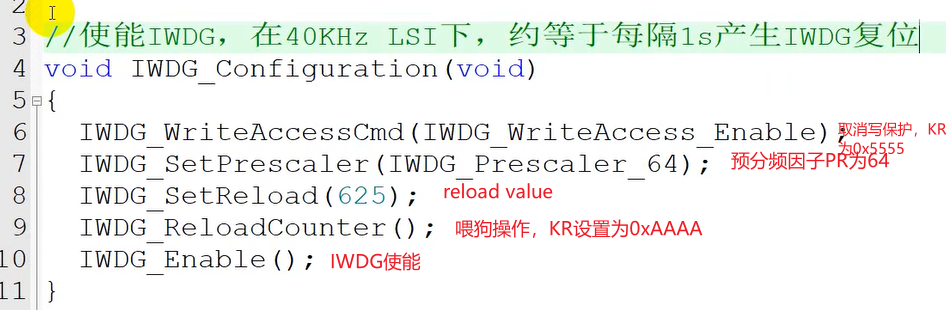 2
3 //使能IWDG，在40KHz LSI下，约等于每隔1s产生IWDG复位
4 void IWDG_Configuration(void)
5 {
6 IWDG_WriteAccessCmd(IWDG_WriteAccess_Enable); 取消写保护，KR
为0x5555
7 IWDG_SetPrescaler(IWDG_Prescaler_64); 预分频因子PR为64
8 IWDG_SetReload(625); reload value
9 IWDG_ReloadCounter(); 喂狗操作，KR设置为0xAAAA
10 IWDG_Enable(); IWDG使能
11 }